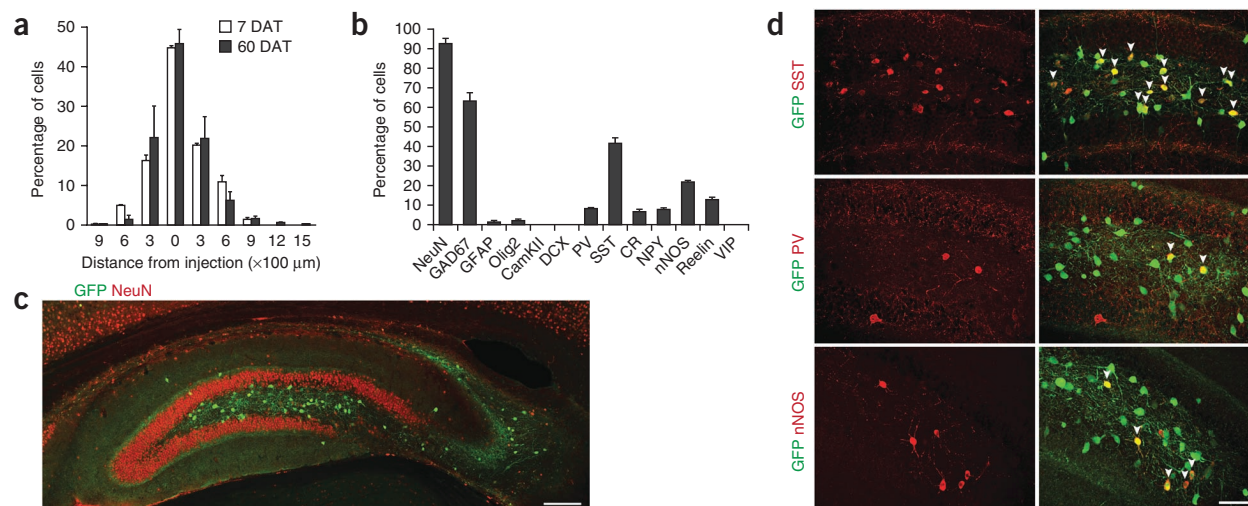 a
50
40
30
20
10
0
Percentage of cells
7 DAT
60 DAT
9 6 3 0 3 6 9 12 15
Distance from injection (×100 μm)
b
100
90
80
70
60
50
40
30
20
10
0
Percentage of cells
NeuN
GAD67
GFAP
Olig2
CamKII
DCX
PV
SST
CR
NPY
nNOS
Reelin
VIP
c
GFP NeuN
d
GFP SST
GFP PV
GFP nNOS